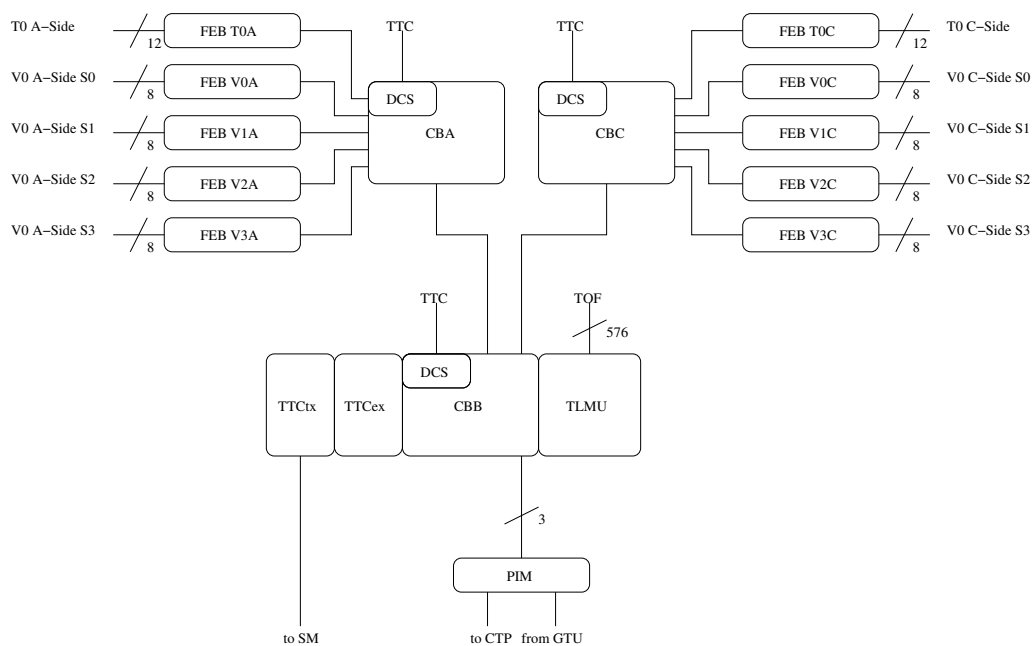 T0 A−Side
12
FEB T0A
TTC
TTC
FEB T0C
12
T0 C−Side
V0 A−Side S0
8
FEB V0A
DCS
DCS
FEB V0C
8
V0 C−Side S0
V0 A−Side S1
8
FEB V1A
CBA
CBC
FEB V1C
8
V0 C−Side S1
V0 A−Side S2
8
FEB V2A
FEB V2C
8
V0 C−Side S2
V0 A−Side S3
8
FEB V3A
FEB V3C
8
V0 C−Side S3
TTC
TOF
576
DCS
TTCtx
TTCex
CBB
TLMU
3
PIM
to SM
to CTP
from GTU